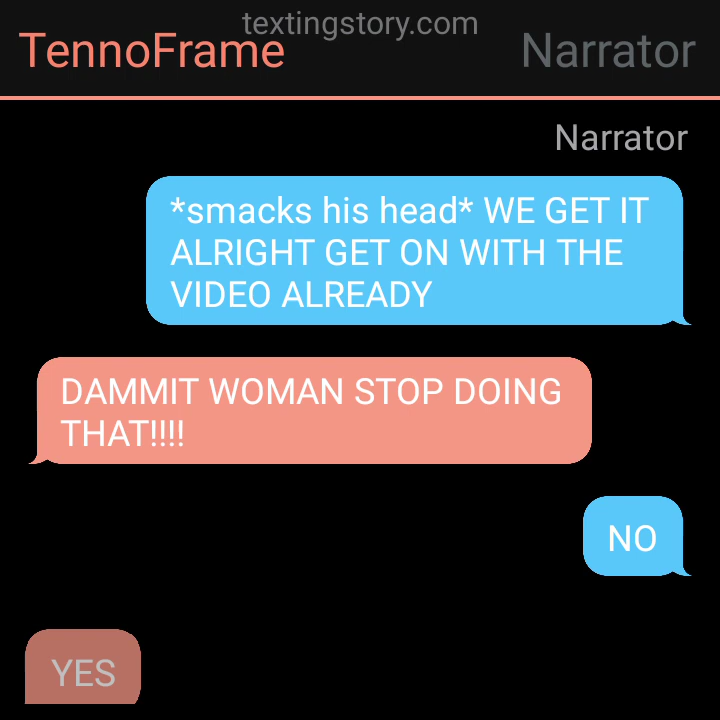 textingstory.com
TennoFrame
Narrator
Narrator
*smacks his head* WE GET IT
ALRIGHT GET ON WITH THE
VIDEO ALREADY
DAMMIT WOMAN STOP DOING
THAT!!!!
NO
YES